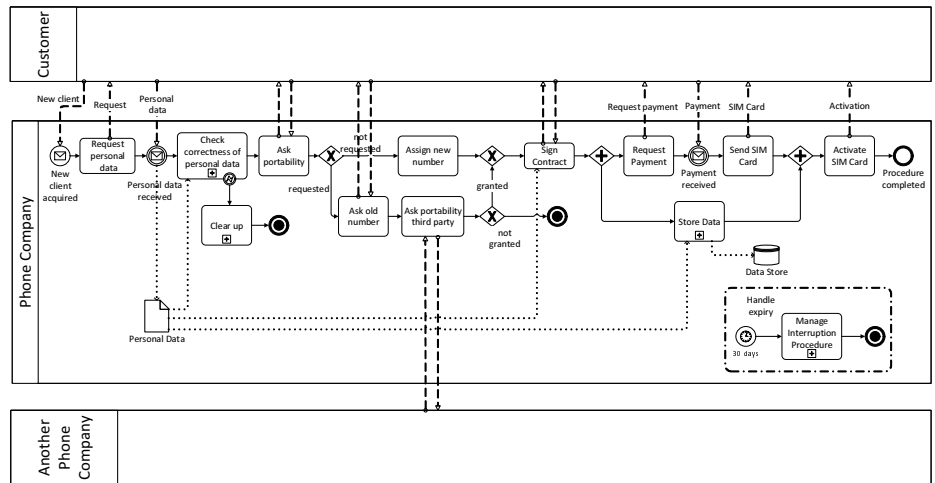 Customer
New client
Request
Personal
data
Request payment
Payment
SIM Card
Activation
Phone Company
Request
personal
data
Check
correctness of
personal data
Ask
portability
not
requested
Assign new
number
Sign
Contract
Request
Payment
Send SIM
Card
Activate
SIM Card
New
client
acquired
Personal data
received
requested
granted
Payment
received
Procedure
completed
Clear up
Ask old
number
Ask portability
third party
not
granted
Store Data
Data Store
Personal Data
Handle
expiry
30 days
Manage
Interruption
Procedure
Another
Phone
Company